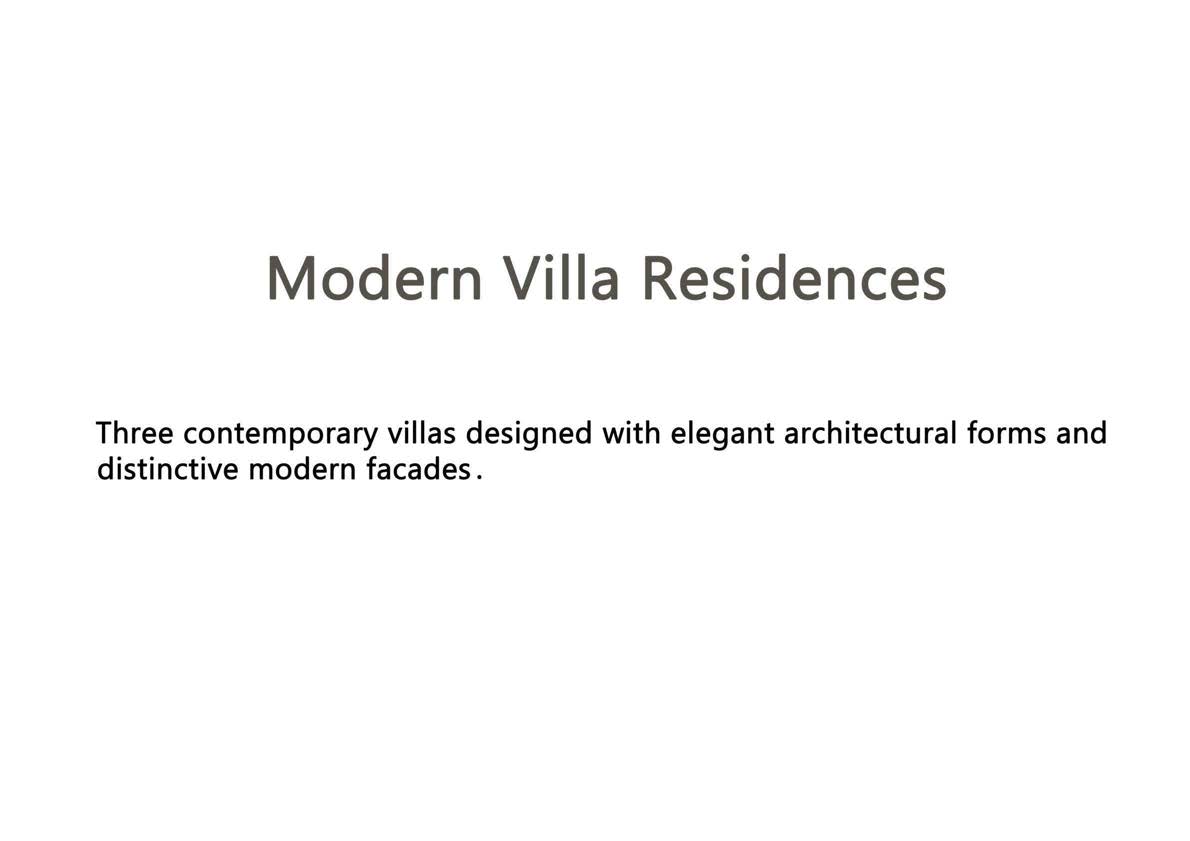 Modern Villa Residences
Three contemporary villas designed with elegant architectural forms and
distinctive modern facades.